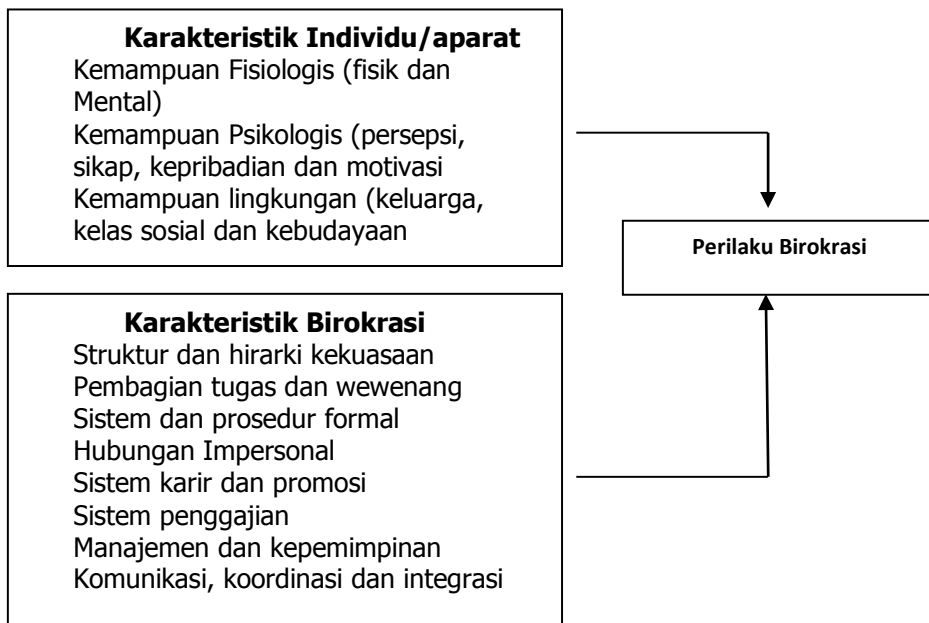 Karakteristik Individu/aparat
Kemampuan Fisiologis (fisik dan
Mental)
Kemampuan Psikologis (persepsi,
sikap, kepribadian dan motivasi
Kemampuan lingkungan (keluarga,
kelas sosial dan kebudayaan
Perilaku Birokrasi
Karakteristik Birokrasi
Struktur dan hirarki kekuasaan
Pembagian tugas dan wewenang
Sistem dan prosedur formal
Hubungan Impersonal
Sistem karir dan promosi
Sistem penggajian
Manajemen dan kepemimpinan
Komunikasi, koordinasi dan integrasi